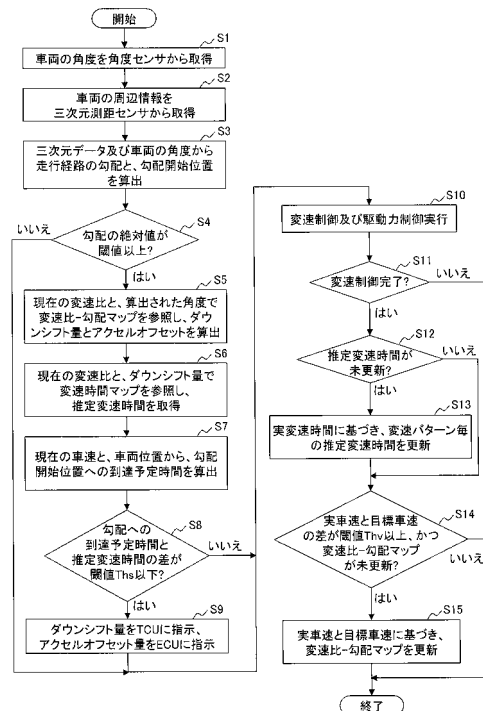 開始
S1
車両の角度を角度センサから取得
S2
車両の周辺情報を
三次元測距センサから取得
S3
三次元データ及び車両の角度から
走行経路の勾配と、勾配開始位置
を算出
S4
いいえ
勾配の絶対値が
閾値以上?
はい
S5
現在の変速比と、算出された角度で
変速比-勾配マップを参照し、ダウ
ンシフト量とアクセルオフセットを算出
S6
現在の変速比と、ダウンシフト量で
変速時間マップを参照し、
推定変速時間を取得
S7
現在の車速と、車両位置から、勾配
開始位置への到達予定時間を算出
S8
勾配への
到達予定時間と
推定変速時間の差が
閾値Ths以下?
いいえ
はい
S9
ダウンシフト量をTCUに指示、
アクセルオフセット量をECUに指示
S10
変速制御及び駆動力制御実行
S11
いいえ
変速制御完了?
はい
S12
推定変速時間が
未更新?
いいえ
はい
S13
実変速時間に基づき、変速パターン毎
の推定変速時間を更新
S14
実車速と目標車速
の差が閾値Thv以上、かつ
変速比-勾配マップ
が未更新?
いいえ
はい
S15
実車速と目標車速に基づき、
変速比-勾配マップを更新
終了